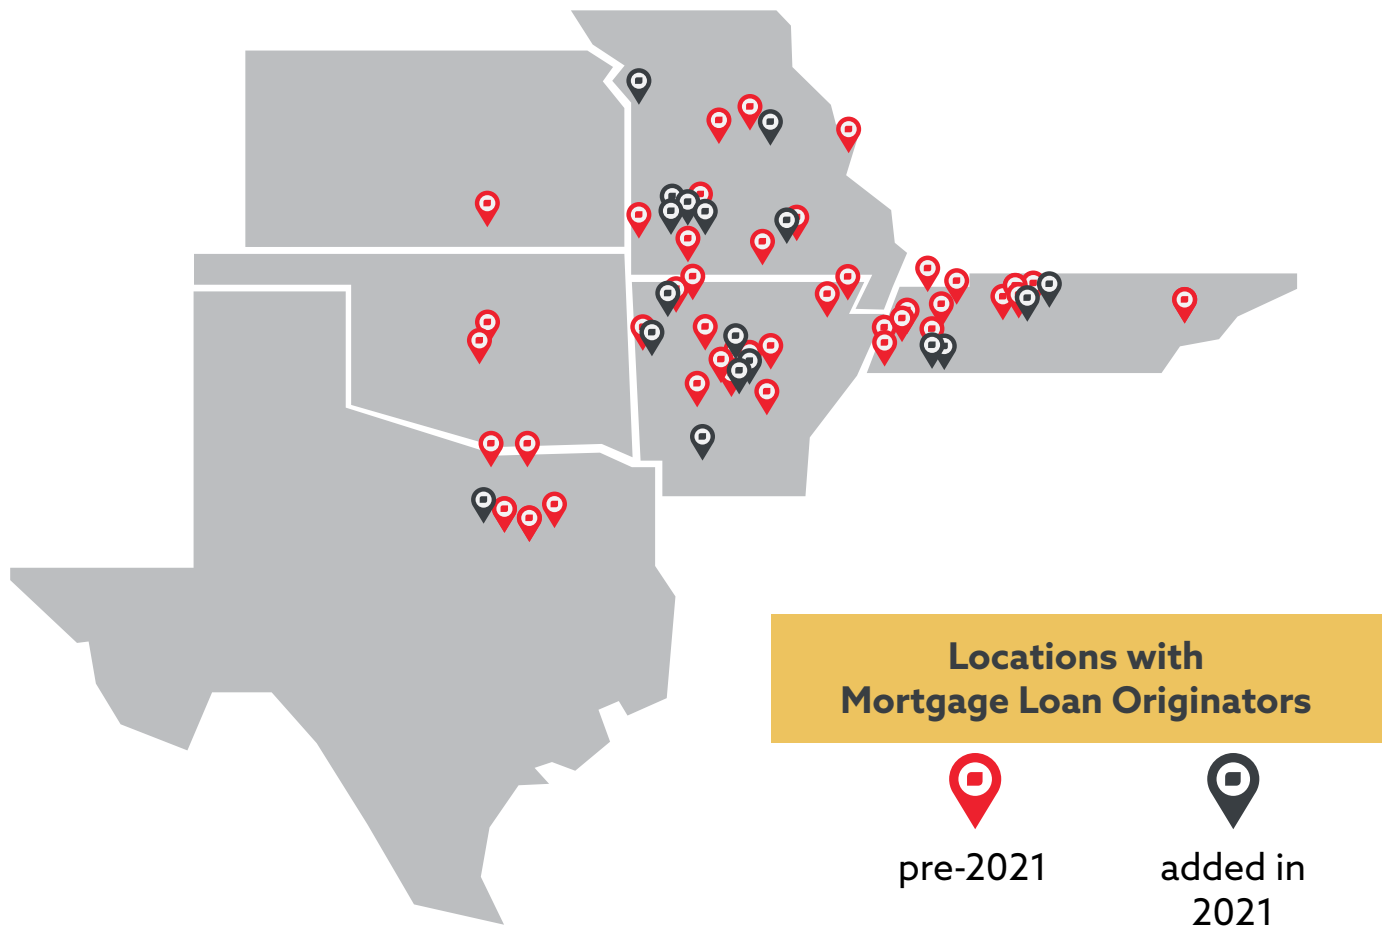 Locations with
Mortgage Loan Originators
pre-2021
added in
2021